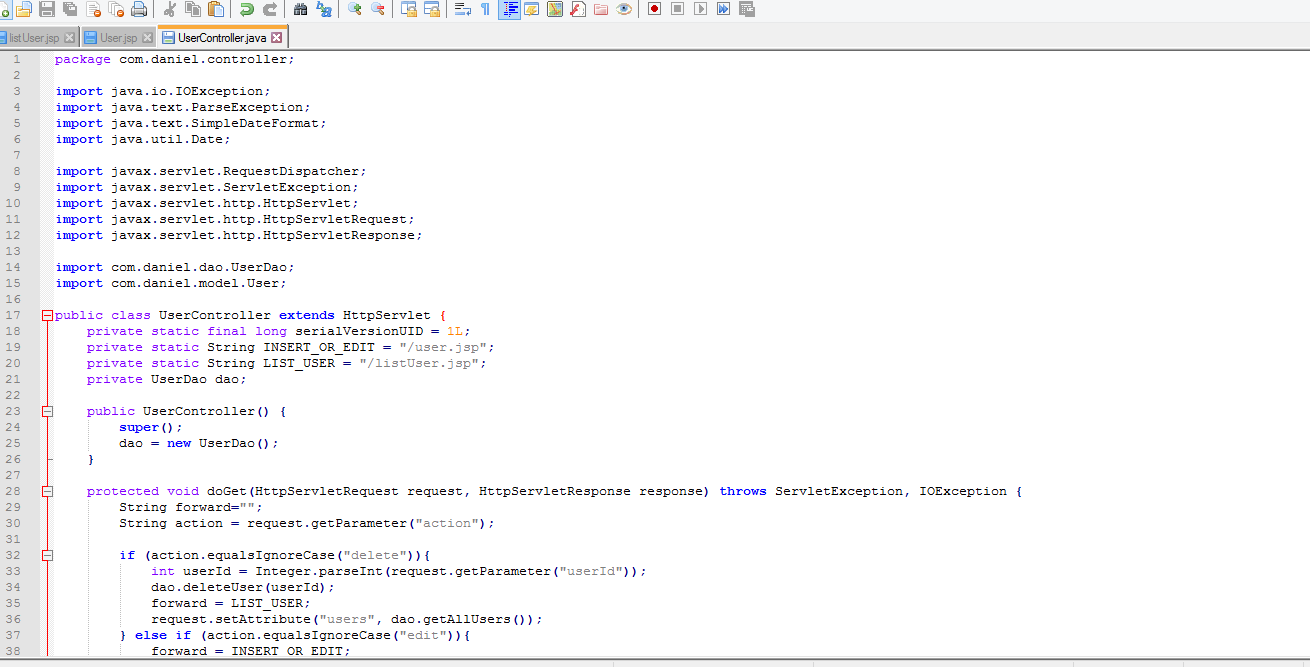 listUser.jsp User.jsp UserController.java
1 package com.daniel.controller;
2
3 import java.io.IOException;
4 import java.text.ParseException;
5 import java.text.SimpleDateFormat;
6 import java.util.Date;
7
8 import javax.servlet.RequestDispatcher;
9 import javax.servlet.ServletException;
10 import javax.servlet.http.HttpServlet;
11 import javax.servlet.http.HttpServletRequest;
12 import javax.servlet.http.HttpServletResponse;
13
14 import com.daniel.dao.UserDao;
15 import com.daniel.model.User;
16
17 public class UserController extends HttpServlet {
18 private static final long serialVersionUID = 1L;
19 private static String INSERT_OR_EDIT = "/user.jsp";
20 private static String LIST_USER = "/listUser.jsp";
21 private UserDao dao;
22
23 public UserController() {
24 super();
25 dao = new UserDao();
26 }
27
28 protected void doGet(HttpServletRequest request, HttpServletResponse response) throws ServletException, IOException {
29 String forward="";
30 String action = request.getParameter("action");
31
32 if (action.equalsIgnoreCase("delete")){
33 int userId = Integer.parseInt(request.getParameter("userId"));
34 dao.deleteUser(userId);
35 forward = LIST_USER;
36 request.setAttribute("users", dao.getAllUsers());
37 } else if (action.equalsIgnoreCase("edit")){
38 forward = INSERT_OR_EDIT;